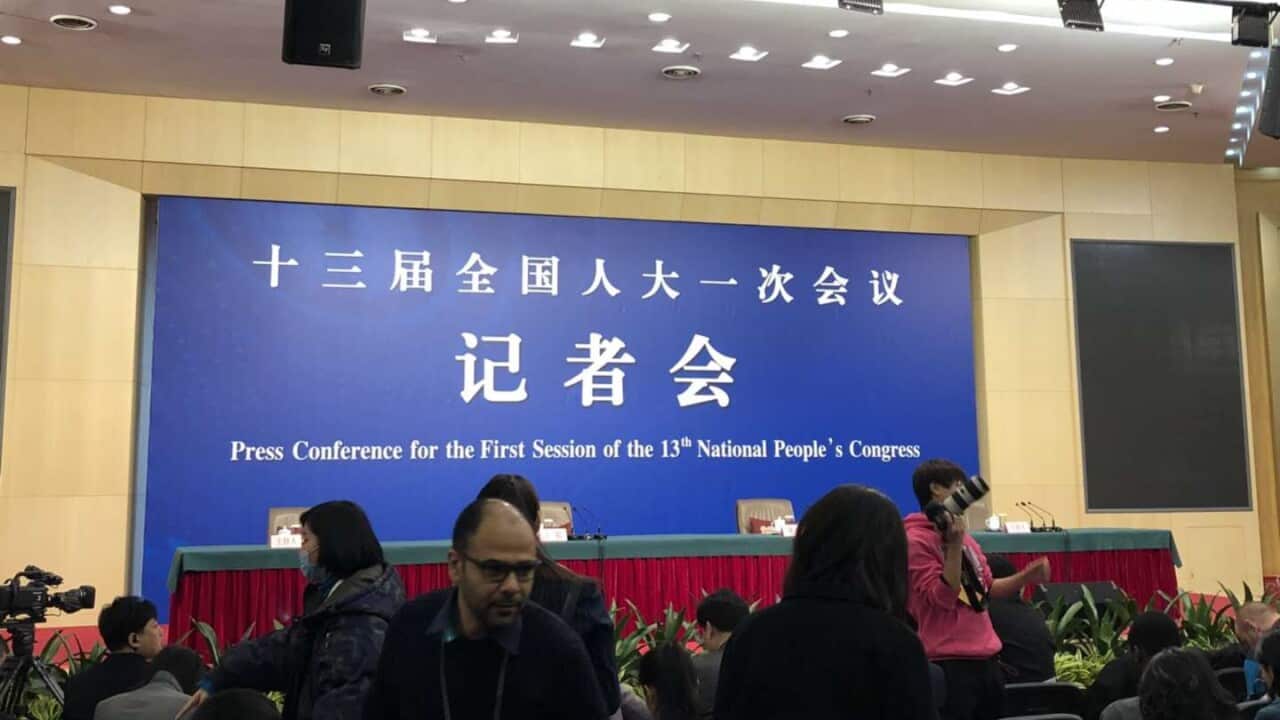 十三届全国人大一次会议
记者会
Press Conference for the First Session of the 13th National People's Congress